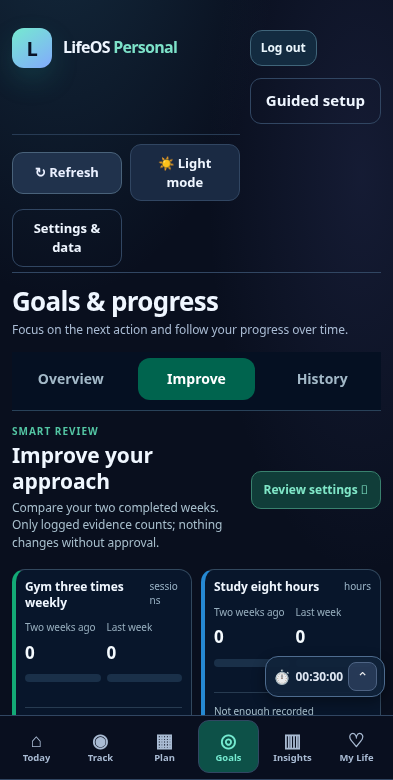 L LifeOS Personal
Log out
Guided setup
↻ Refresh
☀️ Light
mode
Settings &
data
Goals & progress
Focus on the next action and follow your progress over time.
Overview Improve History
SMART REVIEW
Improve your
approach
Compare your two completed weeks.
Only logged evidence counts; nothing
changes without approval.
Review settings
Gym three times
weekly
sessio
ns
Two weeks ago Last week
0 0
Study eight hours hours
Two weeks ago Last week
0 0
Not enough recorded
⏱️ 00:30:00
Today Track Plan Goals Insights My Life